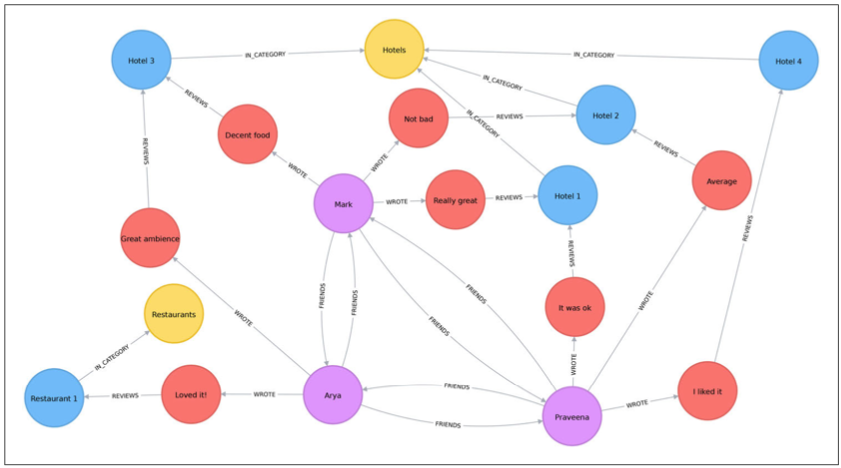 Hotel 3
IN_CATEGORY
Hotels
IN_CATEGORY
Hotel 4
IN_CATEGORY
REVIEWS
Decent food
Not bad
REVIEWS
Hotel 2
IN_CATEGORY
REVIEWS
WROTE
WROTE
REVIEWS
Average
Mark
WROTE
Really great
REVIEWS
Hotel 1
Great ambience
REVIEWS
REVIEWS
FRIENDS
FRIENDS
FRIENDS
WROTE
It was ok
WROTE
Restaurants
FRIENDS
IN_CATEGORY
WROTE
Restaurant 1
REVIEWS
Loved it!
WROTE
Arya
FRIENDS
FRIENDS
Praveena
WROTE
I liked it